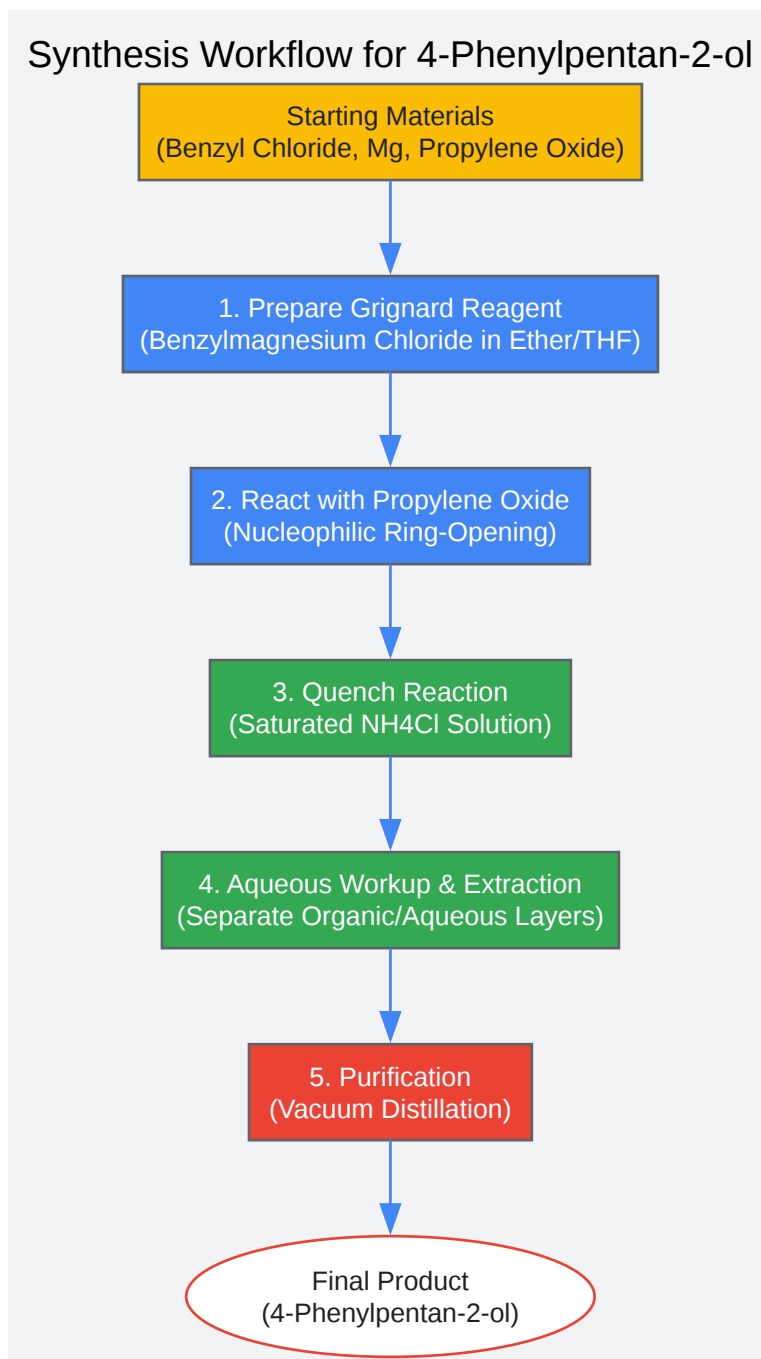 Synthesis Workflow for 4-Phenylpentan-2-ol
Starting Materials
(Benzyl Chloride, Mg, Propylene Oxide)
1. Prepare Grignard Reagent
(Benzylmagnesium Chloride in Ether/THF)
2. React with Propylene Oxide
(Nucleophilic Ring-Opening)
3. Quench Reaction
(Saturated NH4Cl Solution)
4. Aqueous Workup & Extraction
(Separate Organic/Aqueous Layers)
5. Purification
(Vacuum Distillation)
Final Product
(4-Phenylpentan-2-ol)